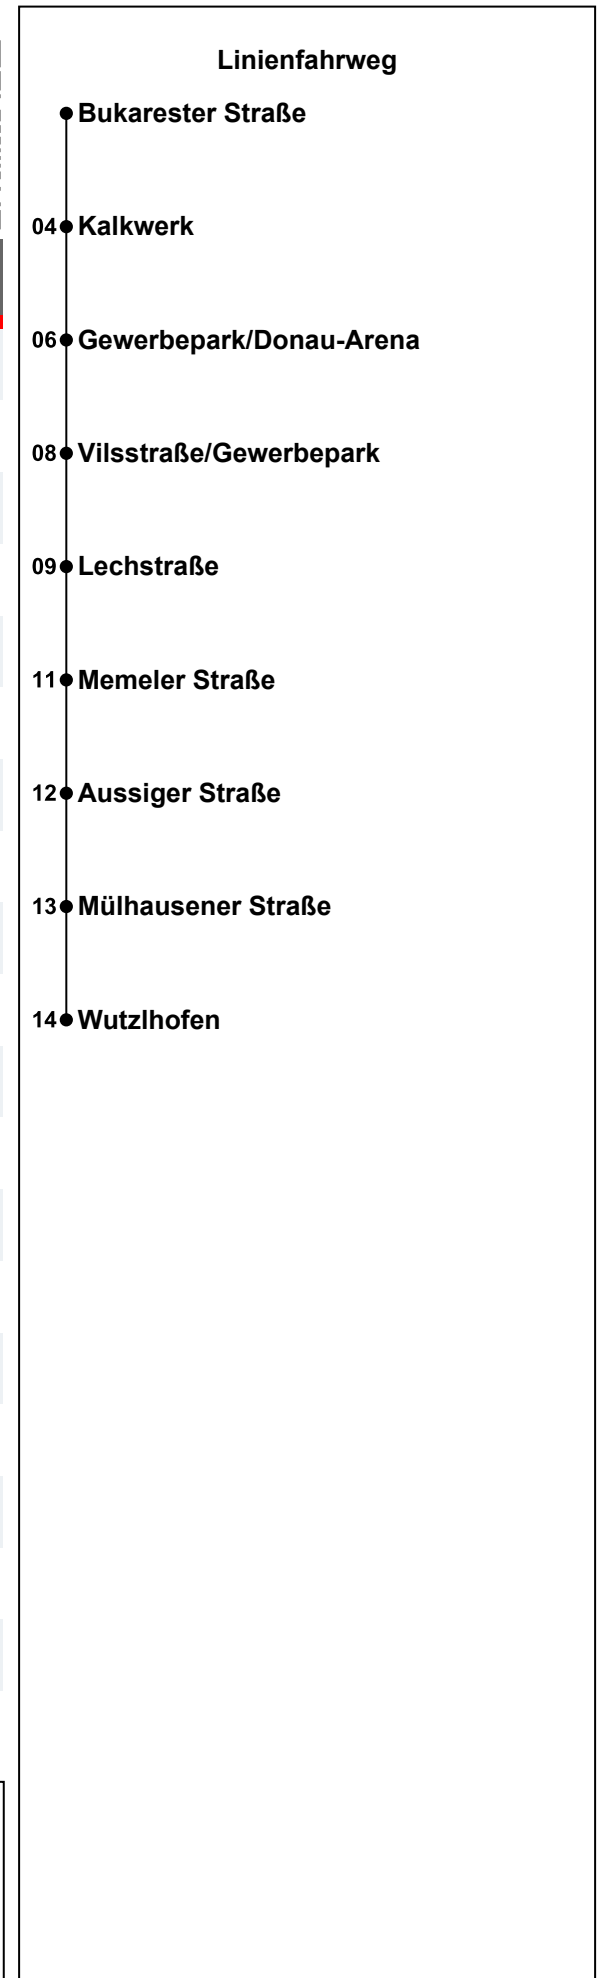 Linienfahrweg
Bukarester Straße
04 Kalkwerk
06 Gewerbepark/Donau-Arena
08 Vilsstraße/Gewerbepark
09 Lechstraße
11 Memeler Straße
12 Aussiger Straße
13 Mülhausener Straße
14 Wutzlhofen